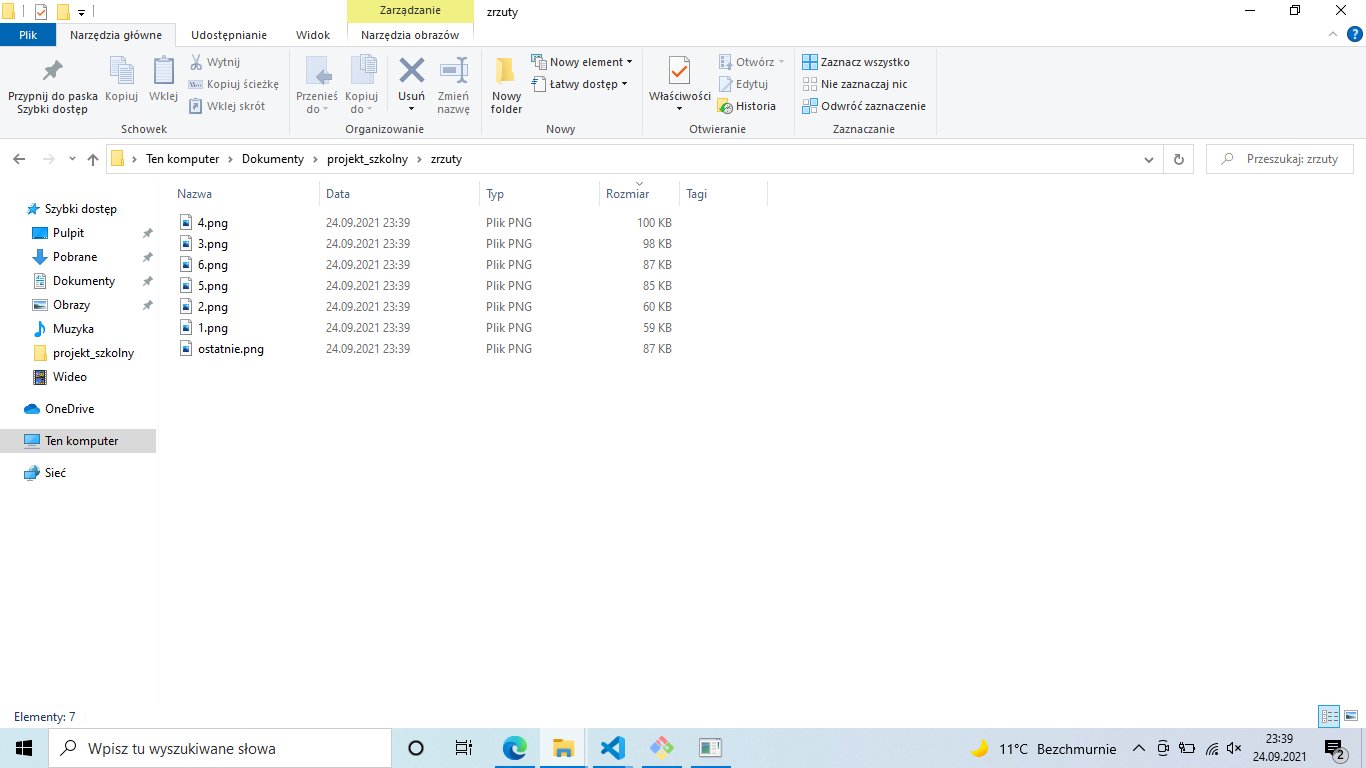 Zarządzanie zrzuty
Plik Narzędzia główne Udostępnianie Widok Narzędzia obrazów
Przypnij do paska Szybki dostęp
Kopiuj
Wklej
Wytnij
Kopiuj ścieżkę
Wklej skrót
Schowek
Przenieś do
Kopiuj do
Usuń
Zmień nazwę
Organizowanie
Nowy folder
Nowy element
Łatwy dostęp
Nowy
Właściwości
Otwórz
Edytuj
Historia
Otwieranie
Zaznacz wszystko
Nie zaznaczaj nic
Odwróć zaznaczenie
Zaznaczanie
Ten komputer Dokumenty projekt_szkolny zrzuty
Przeszukaj: zrzuty
Szybki dostęp
Pulpit
Pobrane
Dokumenty
Obrazy
Muzyka
projekt_szkolny
Wideo
OneDrive
Ten komputer
Sieć
Nazwa Data Typ Rozmiar Tagi
4.png 24.09.2021 23:39 Plik PNG 100 KB
3.png 24.09.2021 23:39 Plik PNG 98 KB
6.png 24.09.2021 23:39 Plik PNG 87 KB
5.png 24.09.2021 23:39 Plik PNG 85 KB
2.png 24.09.2021 23:39 Plik PNG 60 KB
1.png 24.09.2021 23:39 Plik PNG 59 KB
ostatnie.png 24.09.2021 23:39 Plik PNG 87 KB
Elementy: 7
Wpisz tu wyszukiwane słowa
11°C Bezchmurnie
23:39
24.09.2021
2